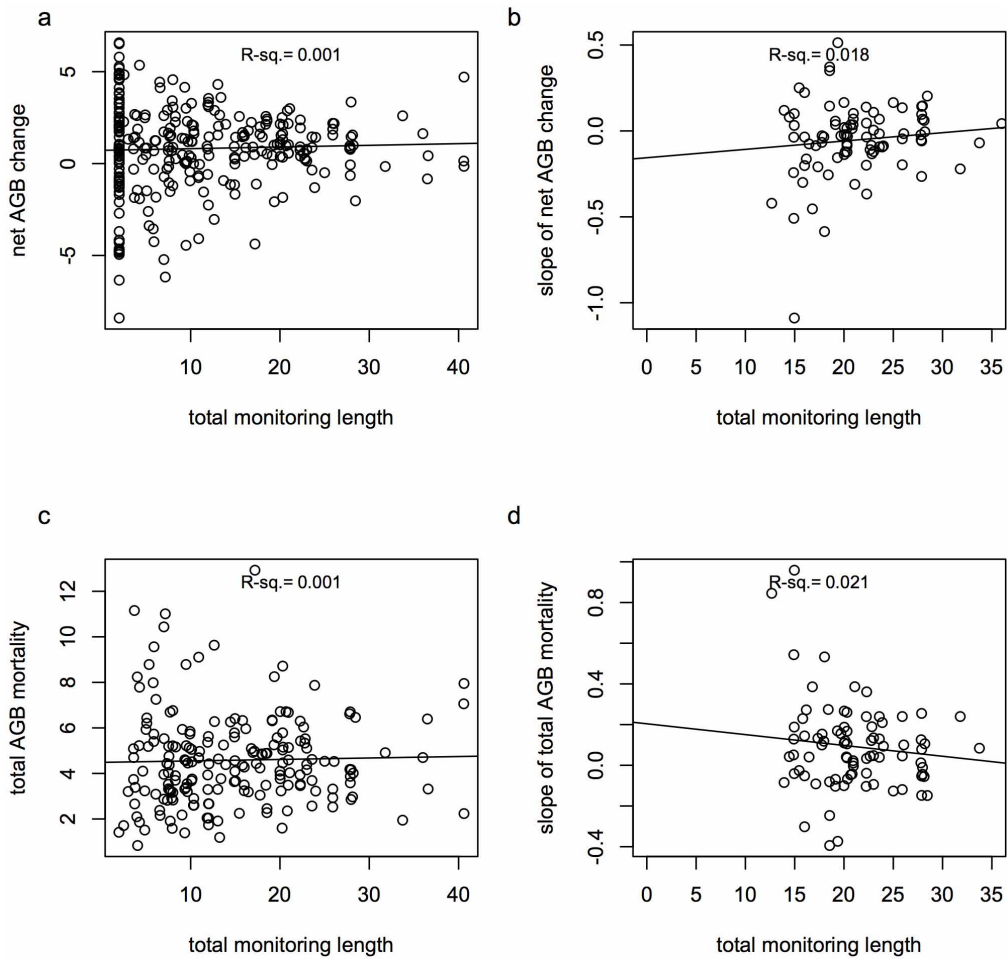 a
R-sq.= 0.001
net AGB change
5
0
-5
10 20 30 40
total monitoring length
b
R-sq.= 0.018
slope of net AGB change
0.5
0.0
-0.5
-1.0
0 5 10 15 20 25 30 35
total monitoring length
c
R-sq.= 0.001
total AGB mortality
12
10
8
6
4
2
10 20 30 40
total monitoring length
d
R-sq.= 0.021
slope of total AGB mortality
0.8
0.4
0.0
-0.4
0 5 10 15 20 25 30 35
total monitoring length